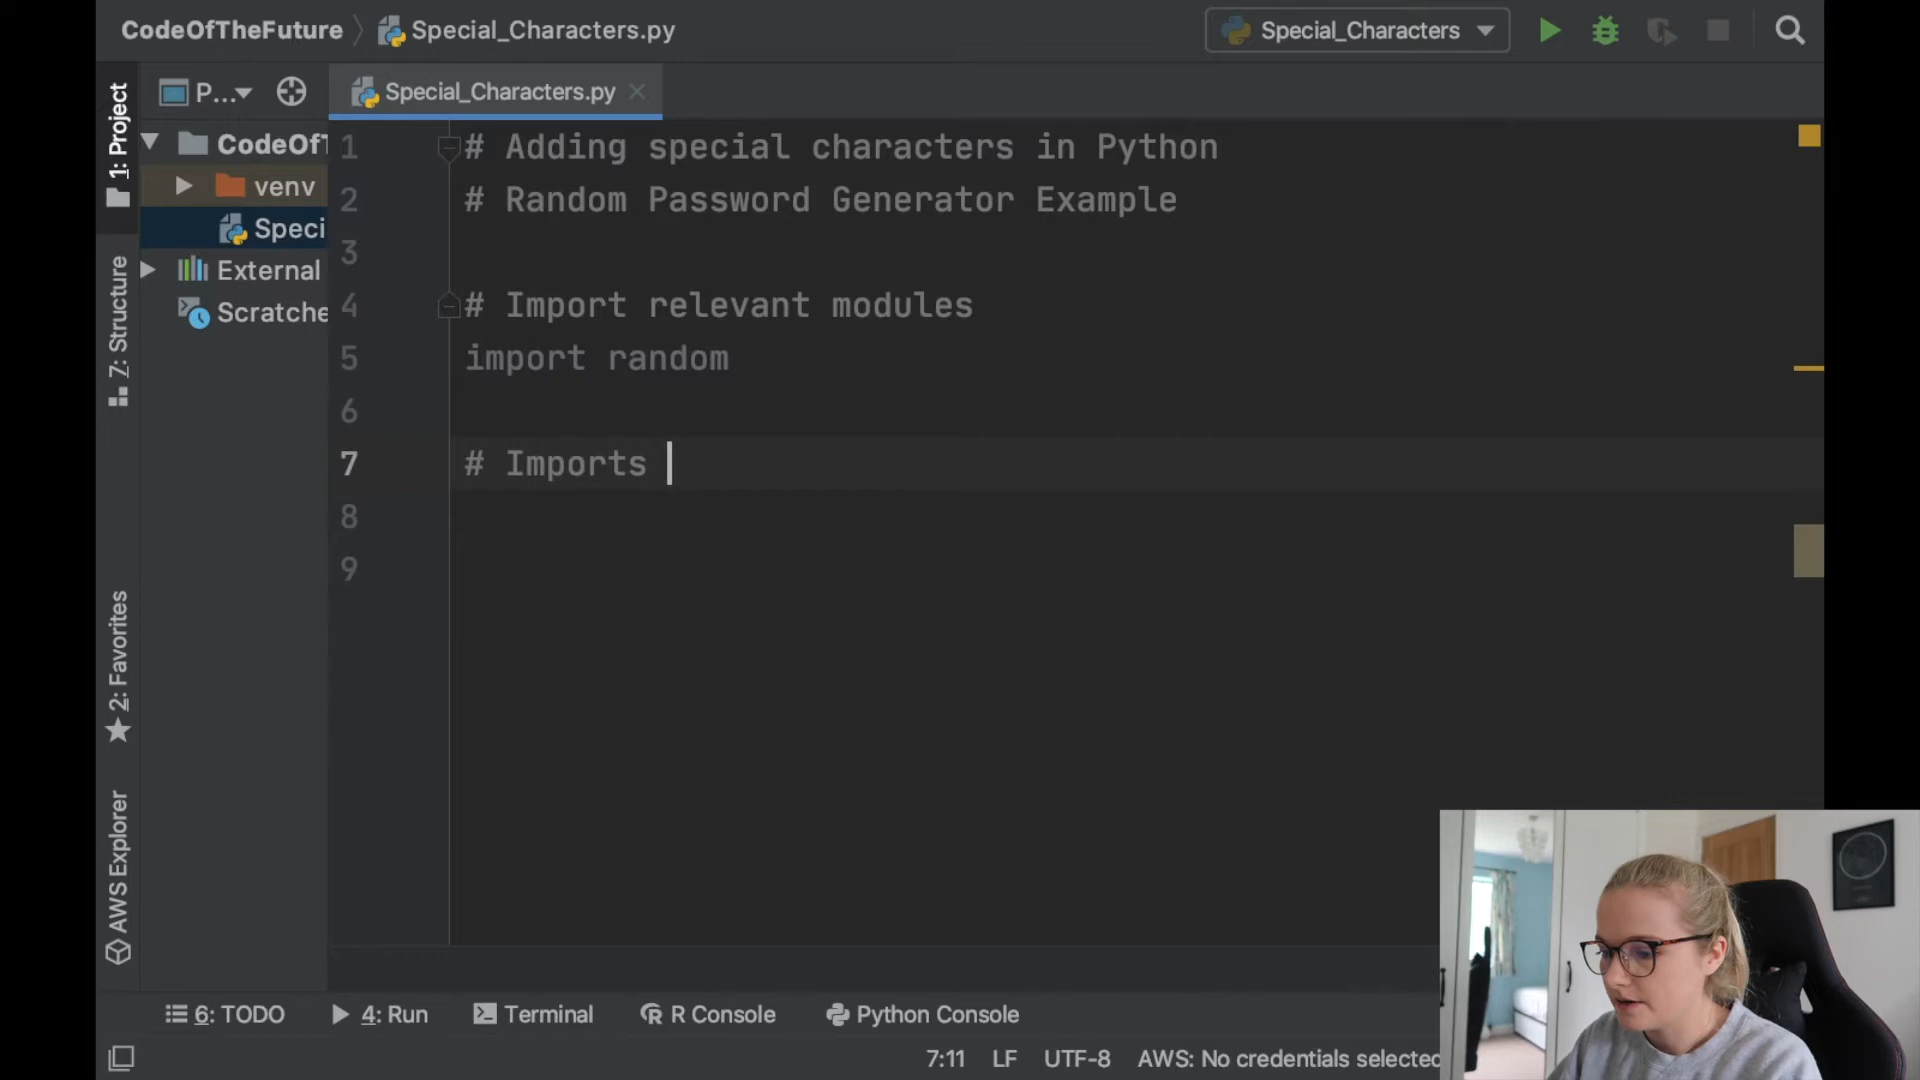 CodeOfTheFuture
Special_Characters.py
Special_Characters
P...
Special_Characters.py
1: Project
CodeOfT
venv
Speci
External
Scratche
Z: Structure
2: Favorites
AWS Explorer
1 # Adding special characters in Python
2 # Random Password Generator Example
3
4 # Import relevant modules
5 import random
6
7 # Imports
8
9
6: TODO
4: Run
Terminal
R Console
Python Console
7:11
LF
UTF-8
AWS: No credentials selected